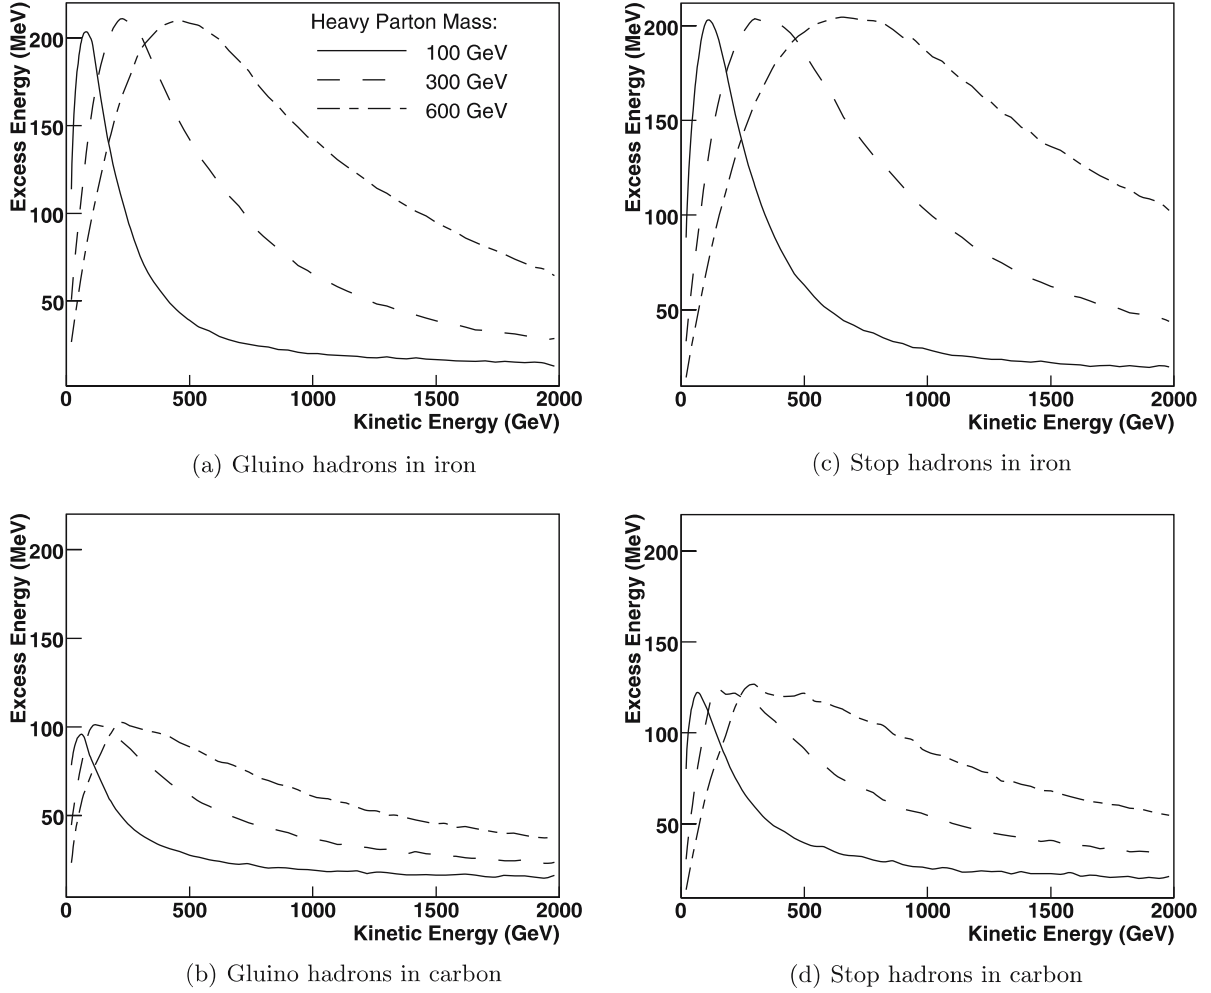 Excess Energy (MeV)
200
150
100
50
Heavy Parton Mass:
100 GeV
300 GeV
600 GeV
0 500 1000 1500 2000
Kinetic Energy (GeV)
(a) Gluino hadrons in iron
Excess Energy (MeV)
200
150
100
50
0 500 1000 1500 2000
Kinetic Energy (GeV)
(c) Stop hadrons in iron
Excess Energy (MeV)
200
150
100
50
0 500 1000 1500 2000
Kinetic Energy (GeV)
(b) Gluino hadrons in carbon
Excess Energy (MeV)
200
150
100
50
0 500 1000 1500 2000
Kinetic Energy (GeV)
(d) Stop hadrons in carbon